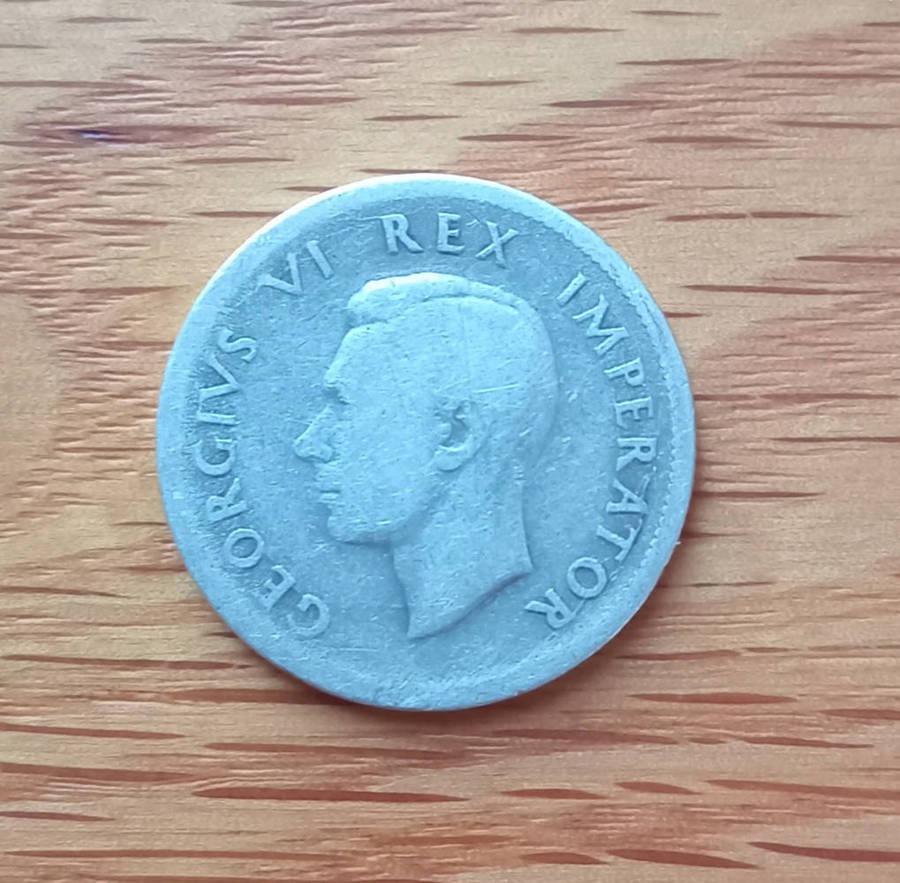 GEORGIVS VI REX IMPERATOR